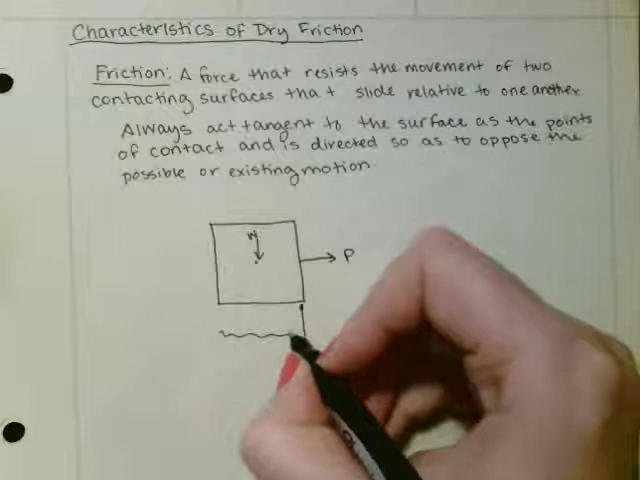 Characteristics of Dry Friction
Friction: A force that resists the movement of two
contacting surfaces that slide relative to one another.
Always act tangent to the surface as the points
of contact and is directed so as to oppose the
possible or existing motion.
W
P